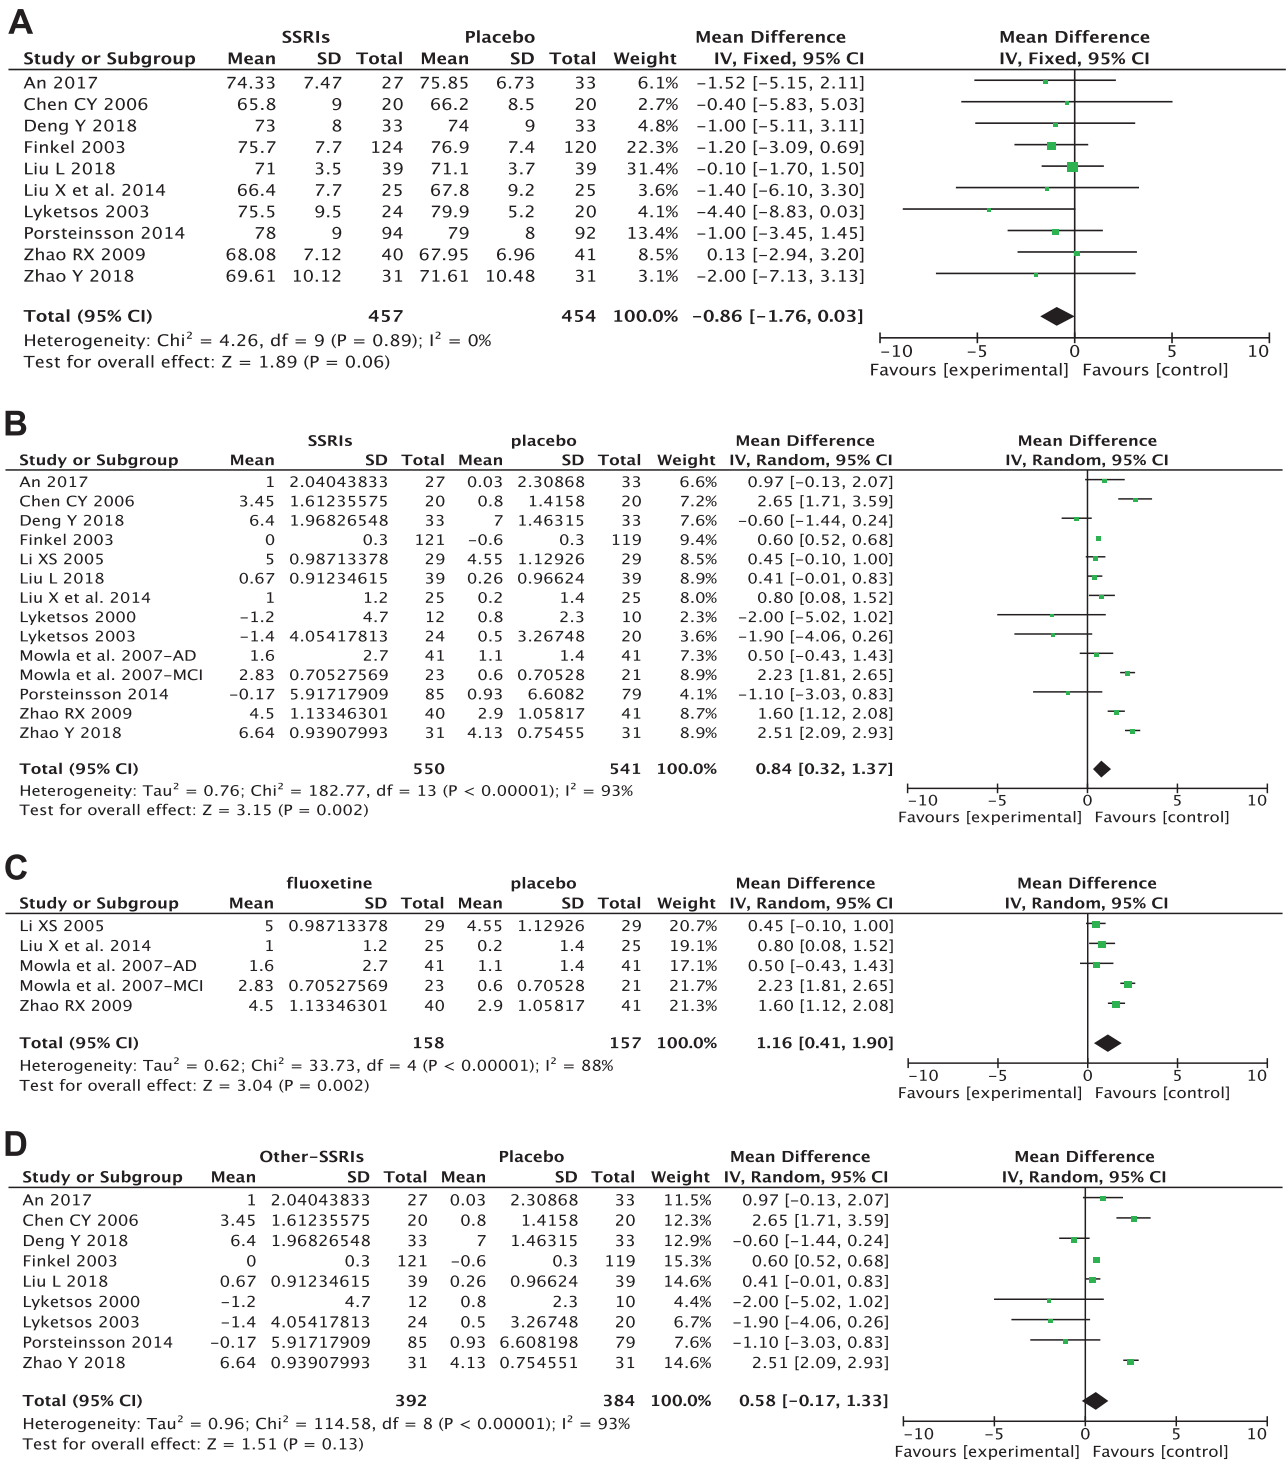 A
SSRIs Placebo Mean Difference Mean Difference
Study or Subgroup Mean SD Total Mean SD Total Weight IV, Fixed, 95% CI IV, Fixed, 95% CI
An 2017 74.33 7.47 27 75.85 6.73 33 6.1% −1.52 [−5.15, 2.11]
Chen CY 2006 65.8 9 20 66.2 8.5 20 2.7% −0.40 [−5.83, 5.03]
Deng Y 2018 73 8 33 74 9 33 4.8% −1.00 [−5.11, 3.11]
Finkel 2003 75.7 7.7 124 76.9 7.4 120 22.3% −1.20 [−3.09, 0.69]
Liu L 2018 71 3.5 39 71.1 3.7 39 31.4% −0.10 [−1.70, 1.50]
Liu X et al. 2014 66.4 7.7 25 67.8 9.2 25 3.6% −1.40 [−6.10, 3.30]
Lyketsos 2003 75.5 9.5 24 79.9 5.2 20 4.1% −4.40 [−8.83, 0.03]
Porsteinsson 2014 78 9 94 79 8 92 13.4% −1.00 [−3.45, 1.45]
Zhao RX 2009 68.08 7.12 40 67.95 6.96 41 8.5% 0.13 [−2.94, 3.20]
Zhao Y 2018 69.61 10.12 31 71.61 10.48 31 3.1% −2.00 [−7.13, 3.13]
Total (95% CI) 457 454 100.0% −0.86 [−1.76, 0.03]
Heterogeneity: Chi² = 4.26, df = 9 (P = 0.89); I² = 0%
Test for overall effect: Z = 1.89 (P = 0.06)
−10 −5 0 5 10
Favours [experimental] Favours [control]
B
SSRIs placebo Mean Difference Mean Difference
Study or Subgroup Mean SD Total Mean SD Total Weight IV, Random, 95% CI IV, Random, 95% CI
An 2017 1 2.04043833 27 0.03 2.30868 33 6.6% 0.97 [−0.13, 2.07]
Chen CY 2006 3.45 1.61235575 20 0.8 1.4158 20 7.2% 2.65 [1.71, 3.59]
Deng Y 2018 6.4 1.96826548 33 7 1.46315 33 7.6% −0.60 [−1.44, 0.24]
Finkel 2003 0 0.3 121 −0.6 0.3 119 9.4% 0.60 [0.52, 0.68]
Li XS 2005 5 0.98713378 29 4.55 1.12926 29 8.5% 0.45 [−0.10, 1.00]
Liu L 2018 0.67 0.91234615 39 0.26 0.96624 39 8.9% 0.41 [−0.01, 0.83]
Liu X et al. 2014 1 1.2 25 0.2 1.4 25 8.0% 0.80 [0.08, 1.52]
Lyketsos 2000 −1.2 4.7 12 0.8 2.3 10 2.3% −2.00 [−5.02, 1.02]
Lyketsos 2003 −1.4 4.05417813 24 0.5 3.26748 20 3.6% −1.90 [−4.06, 0.26]
Mowla et al. 2007−AD 1.6 2.7 41 1.1 1.4 41 7.3% 0.50 [−0.43, 1.43]
Mowla et al. 2007−MCI 2.83 0.70527569 23 0.6 0.70528 21 8.9% 2.23 [1.81, 2.65]
Porsteinsson 2014 −0.17 5.91717909 85 0.93 6.6082 79 4.1% −1.10 [−3.03, 0.83]
Zhao RX 2009 4.5 1.13346301 40 2.9 1.05817 41 8.7% 1.60 [1.12, 2.08]
Zhao Y 2018 6.64 0.93907993 31 4.13 0.75455 31 8.9% 2.51 [2.09, 2.93]
Total (95% CI) 550 541 100.0% 0.84 [0.32, 1.37]
Heterogeneity: Tau² = 0.76; Chi² = 182.77, df = 13 (P < 0.00001); I² = 93%
Test for overall effect: Z = 3.15 (P = 0.002)
−10 −5 0 5 10
Favours [experimental] Favours [control]
C
fluoxetine placebo Mean Difference Mean Difference
Study or Subgroup Mean SD Total Mean SD Total Weight IV, Random, 95% CI IV, Random, 95% CI
Li XS 2005 5 0.98713378 29 4.55 1.12926 29 20.7% 0.45 [−0.10, 1.00]
Liu X et al. 2014 1 1.2 25 0.2 1.4 25 19.1% 0.80 [0.08, 1.52]
Mowla et al. 2007−AD 1.6 2.7 41 1.1 1.4 41 17.1% 0.50 [−0.43, 1.43]
Mowla et al. 2007−MCI 2.83 0.70527569 23 0.6 0.70528 21 21.7% 2.23 [1.81, 2.65]
Zhao RX 2009 4.5 1.13346301 40 2.9 1.05817 41 21.3% 1.60 [1.12, 2.08]
Total (95% CI) 158 157 100.0% 1.16 [0.41, 1.90]
Heterogeneity: Tau² = 0.62; Chi² = 33.73, df = 4 (P < 0.00001); I² = 88%
Test for overall effect: Z = 3.04 (P = 0.002)
−10 −5 0 5 10
Favours [experimental] Favours [control]
D
Other−SSRIs Placebo Mean Difference Mean Difference
Study or Subgroup Mean SD Total Mean SD Total Weight IV, Random, 95% CI IV, Random, 95% CI
An 2017 1 2.04043833 27 0.03 2.30868 33 11.5% 0.97 [−0.13, 2.07]
Chen CY 2006 3.45 1.61235575 20 0.8 1.4158 20 12.3% 2.65 [1.71, 3.59]
Deng Y 2018 6.4 1.96826548 33 7 1.46315 33 12.9% −0.60 [−1.44, 0.24]
Finkel 2003 0 0.3 121 −0.6 0.3 119 15.3% 0.60 [0.52, 0.68]
Liu L 2018 0.67 0.91234615 39 0.26 0.96624 39 14.6% 0.41 [−0.01, 0.83]
Lyketsos 2000 −1.2 4.7 12 0.8 2.3 10 4.4% −2.00 [−5.02, 1.02]
Lyketsos 2003 −1.4 4.05417813 24 0.5 3.26748 20 6.7% −1.90 [−4.06, 0.26]
Porsteinsson 2014 −0.17 5.91717909 85 0.93 6.608198 79 7.6% −1.10 [−3.03, 0.83]
Zhao Y 2018 6.64 0.93907993 31 4.13 0.754551 31 14.6% 2.51 [2.09, 2.93]
Total (95% CI) 392 384 100.0% 0.58 [−0.17, 1.33]
Heterogeneity: Tau² = 0.96; Chi² = 114.58, df = 8 (P < 0.00001); I² = 93%
Test for overall effect: Z = 1.51 (P = 0.13)
−10 −5 0 5 10
Favours [experimental] Favours [control]